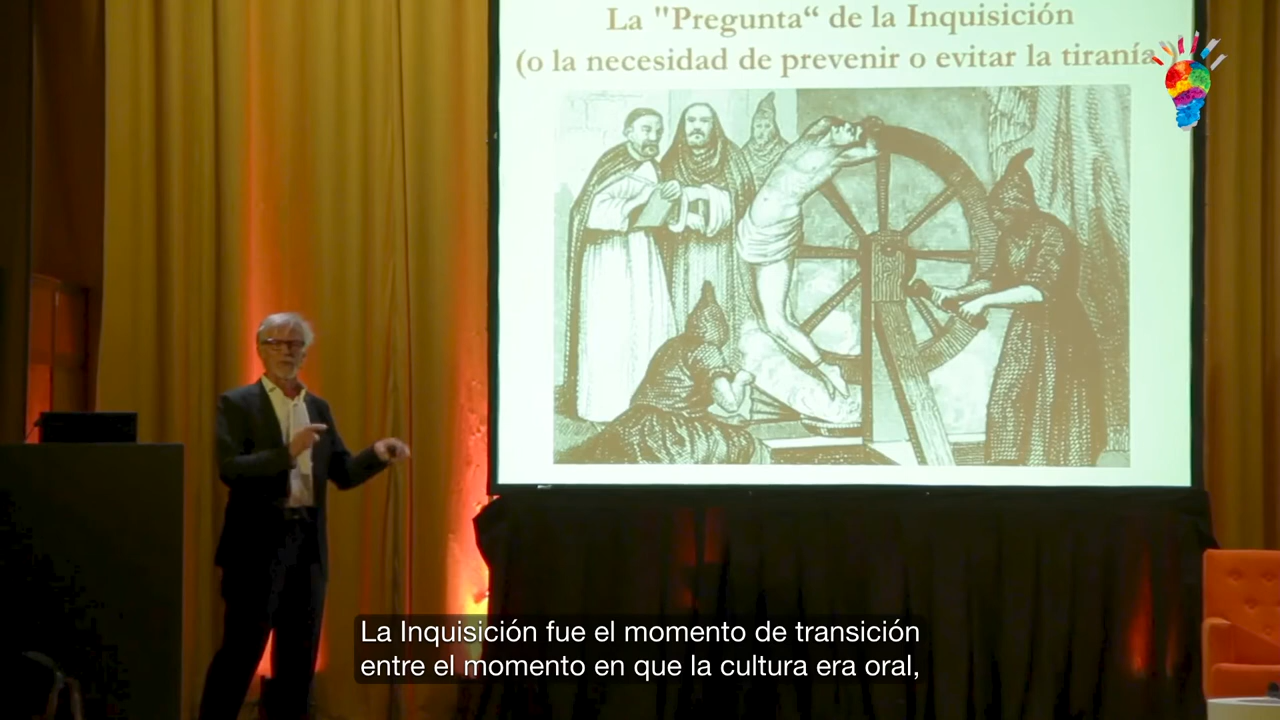 La "Pregunta“ de la Inquisición
(o la necesidad de prevenir o evitar la tiranía
La Inquisición fue el momento de transición
entre el momento en que la cultura era oral,